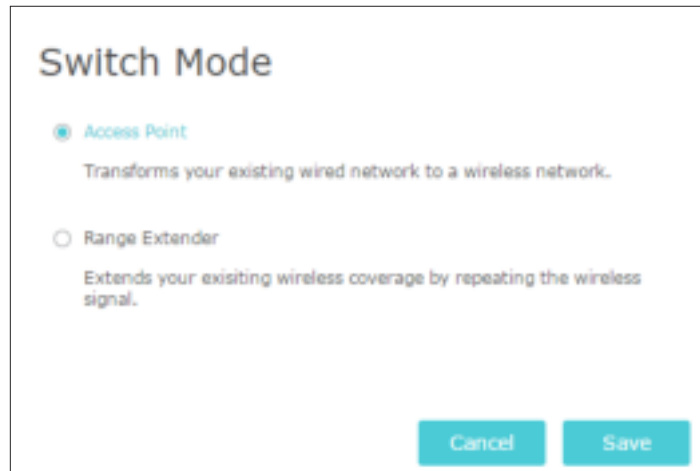 Switch Mode
Access Point
Transforms your existing wired network to a wireless network.
Range Extender
Extends your exisiting wireless coverage by repeating the wireless
signal.
Cancel Save